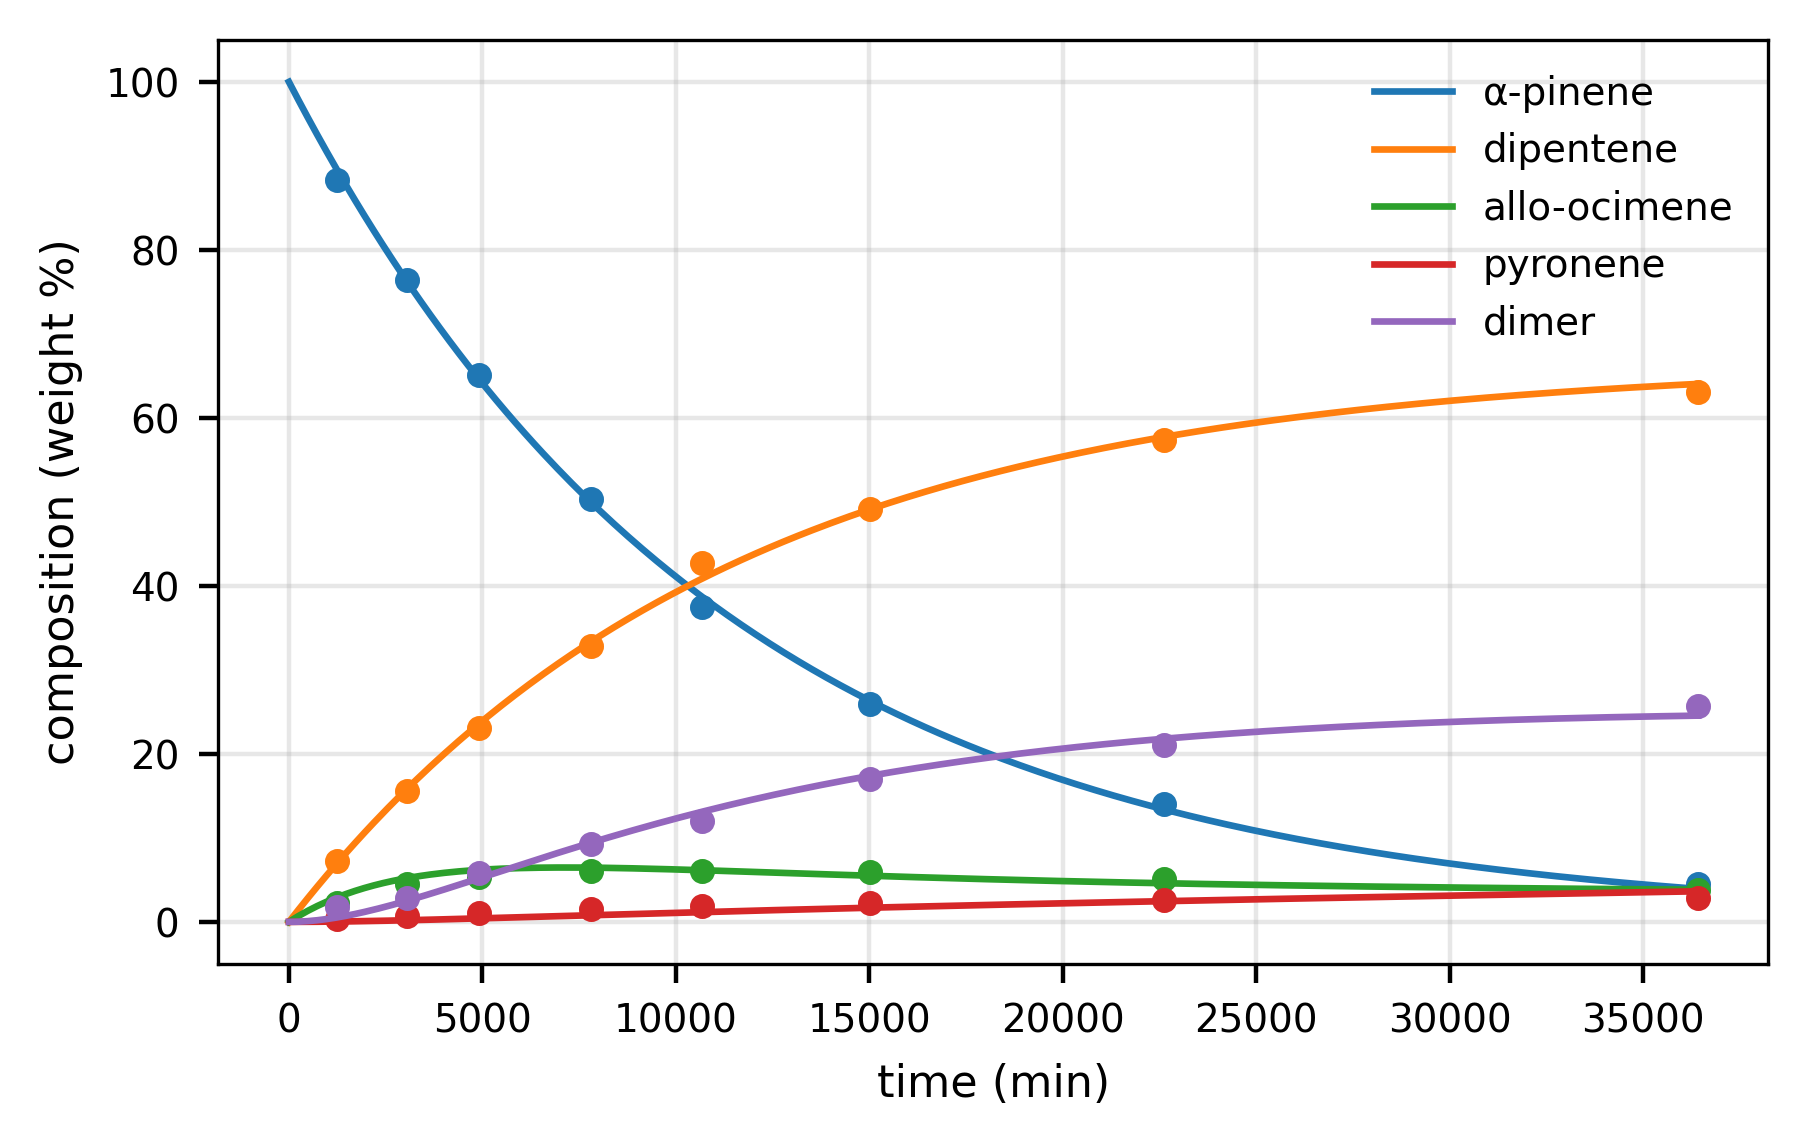 100
80
60
40
20
0
composition (weight %)
α-pinene
dipentene
allo-ocimene
pyronene
dimer
0 5000 10000 15000 20000 25000 30000 35000
time (min)